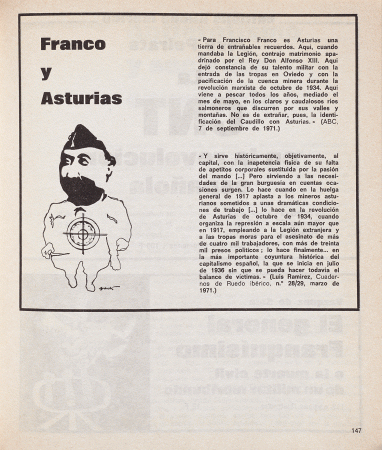 Franco
y
Asturias
- Para Francisco Franco es Asturias una
tierra de entrañables recuerdos. Aquí, cuando
mandaba la Legión, contrajo matrimonio apa-
drinado por el Rey Don Alfonso XIII. Aquí
dejó constancia de su talento militar con la
entrada de las tropas en Oviedo y con la
pacificación de la cuenca minera durante la
revolución marxista de octubre de 1934. Aquí
viene a pescar todos los años, mediado el
mes de mayo, en los claros y caudalosos ríos
salmoneros que discurren por sus valles y
montañas. No es de extrañar, pues, la identi-
ficación del Caudillo con Asturias. - (ABC,
7 de septiembre de 1971.)
- Y sirve históricamente, objetivamente, al
capital, con la inapetencia física de su falta
de apetitos corporales sustituida por la pasión
del mando [...] Pero sirviendo a las necesi-
dades de la gran burguesía en cuentas oca-
siones surgen. Lo hace cuando en la huelga
general de 1917 aplasta a los mineros astu-
rianos sometidos a unas dramáticas condicio-
nes de trabajo [...] lo hace en la revolución
de Asturias de octubre de 1934, cuando
organiza la represión a escala aún mayor que
en 1917, empleando a la Legión extranjera y
a las tropas moras para el asesinato de más
de cuatro mil trabajadores, con más de treinta
mil presos políticos; lo hace finalmente... en
la más importante coyuntura histórica del
capitalismo español, la que se inicia en julio
de 1936 sin que se pueda hacer todavía el
balance de víctimas. - (Luis Ramírez, Cuader-
nos de Ruedo ibérico, n.° 28/29, marzo de
1971.)
147